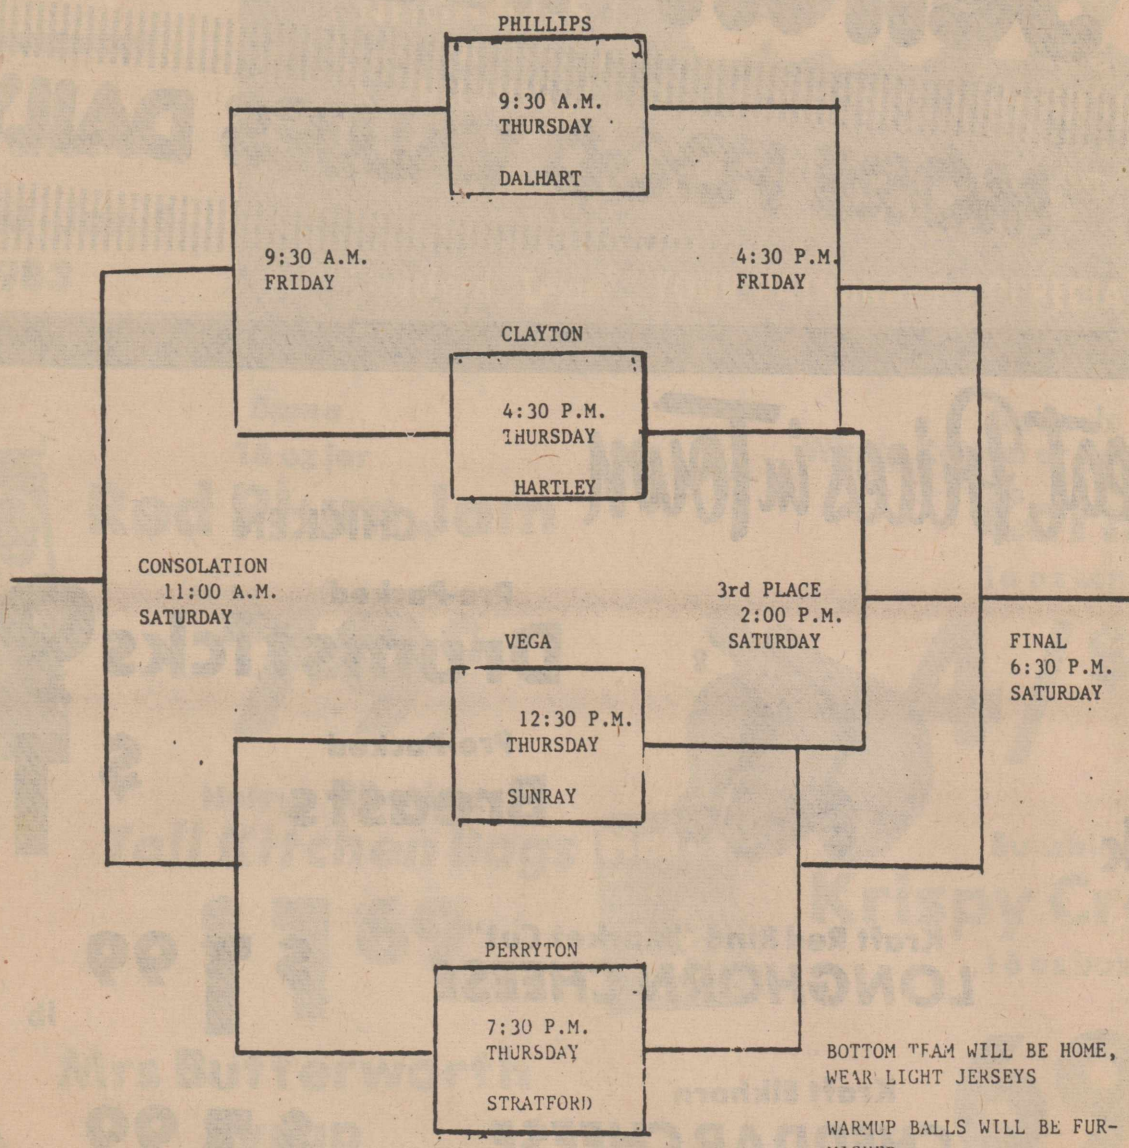 PHILLIPS
9:30 A.M.
THURSDAY
DALHART
9:30 A.M.
FRIDAY
4:30 P.M.
FRIDAY
CLAYTON
4:30 P.M.
THURSDAY
HARTLEY
CONSOLATION
11:00 A.M.
SATURDAY
3rd PLACE
2:00 P.M.
SATURDAY
VEGA
12:30 P.M.
THURSDAY
SUNRAY
FINAL
6:30 P.M.
SATURDAY
PERRYTON
7:30 P.M.
THURSDAY
STRATFORD
BOTTOM TEAM WILL BE HOME,
WEAR LIGHT JERSEYS
WARMUP BALLS WILL BE FUR-